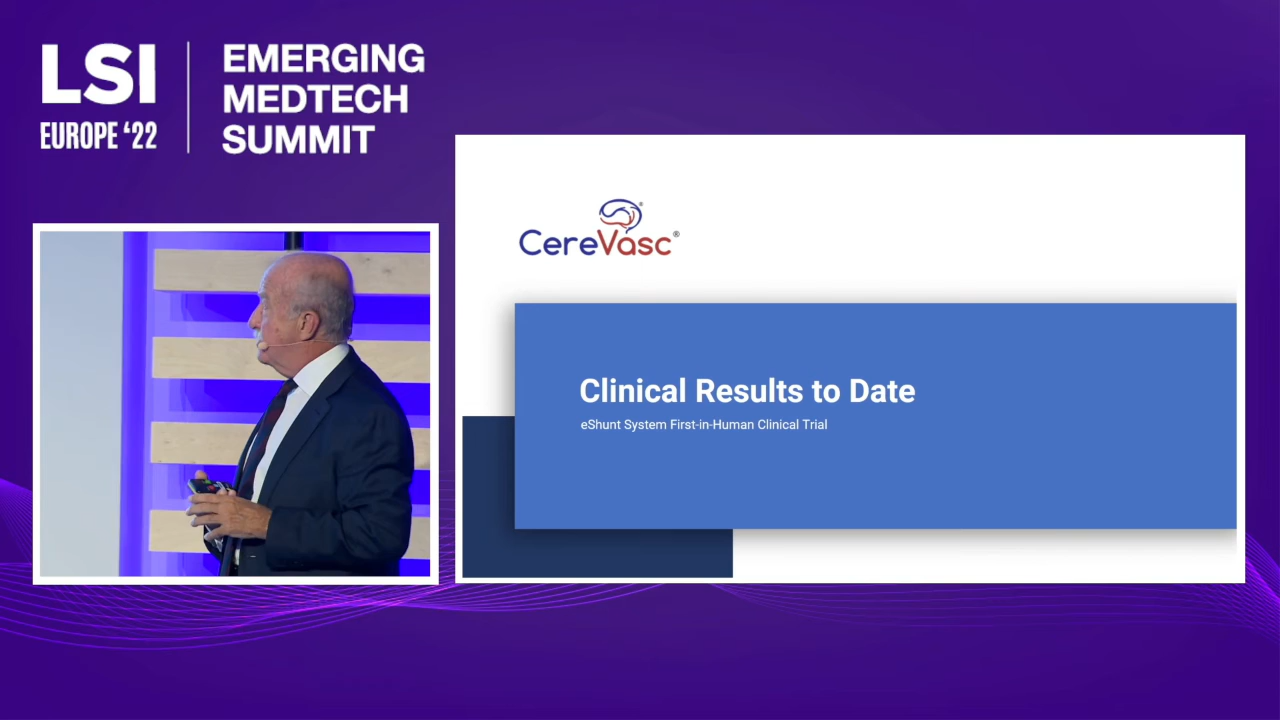 LSI
EUROPE ‘22
EMERGING
MEDTECH
SUMMIT
CereVasc®
Clinical Results to Date
eShunt System First-in-Human Clinical Trial